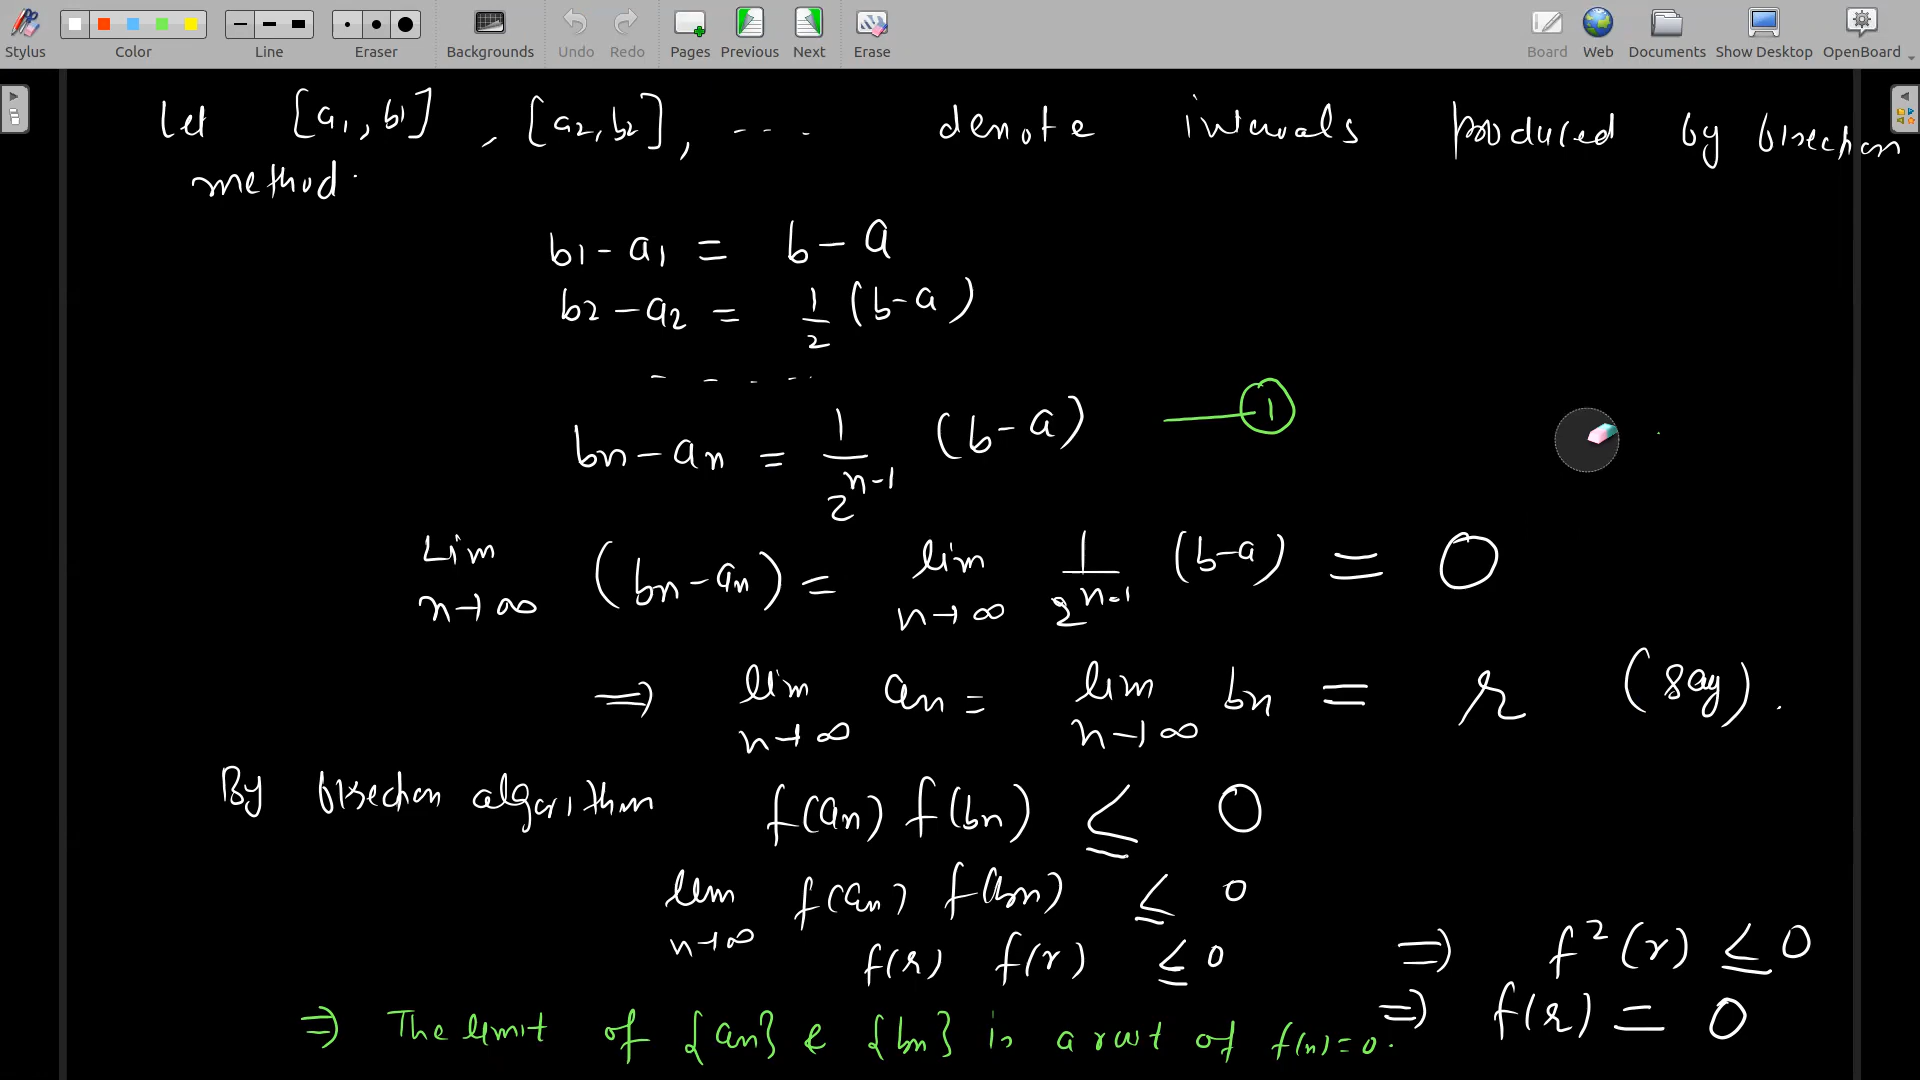 Stylus Color Line Eraser Backgrounds Undo Redo Pages Previous Next Erase Board Web Documents Show Desktop OpenBoard
Let [a1, b1], [a2, b2], .... denote intervals produced by bisection
method.
b1 - a1 = b - a
b2 - a2 = 1/2 (b - a)
- - - - -
bn - an = 1/2^(n-1) (b - a) —— ①
Lim n→∞ (bn - an) = lim n→∞ 1/2^(n-1) (b-a) = 0
⇒ lim n→∞ an = lim n→∞ bn = r (say).
By bisection algorithm f(an) f(bn) ≤ 0
lim n→∞ f(an) f(bn) ≤ 0
f(r) f(r) ≤ 0 ⇒ f²(r) ≤ 0
⇒ f(r) = 0
⇒ The limit of {an} & {bn} is a root of f(x)=0.